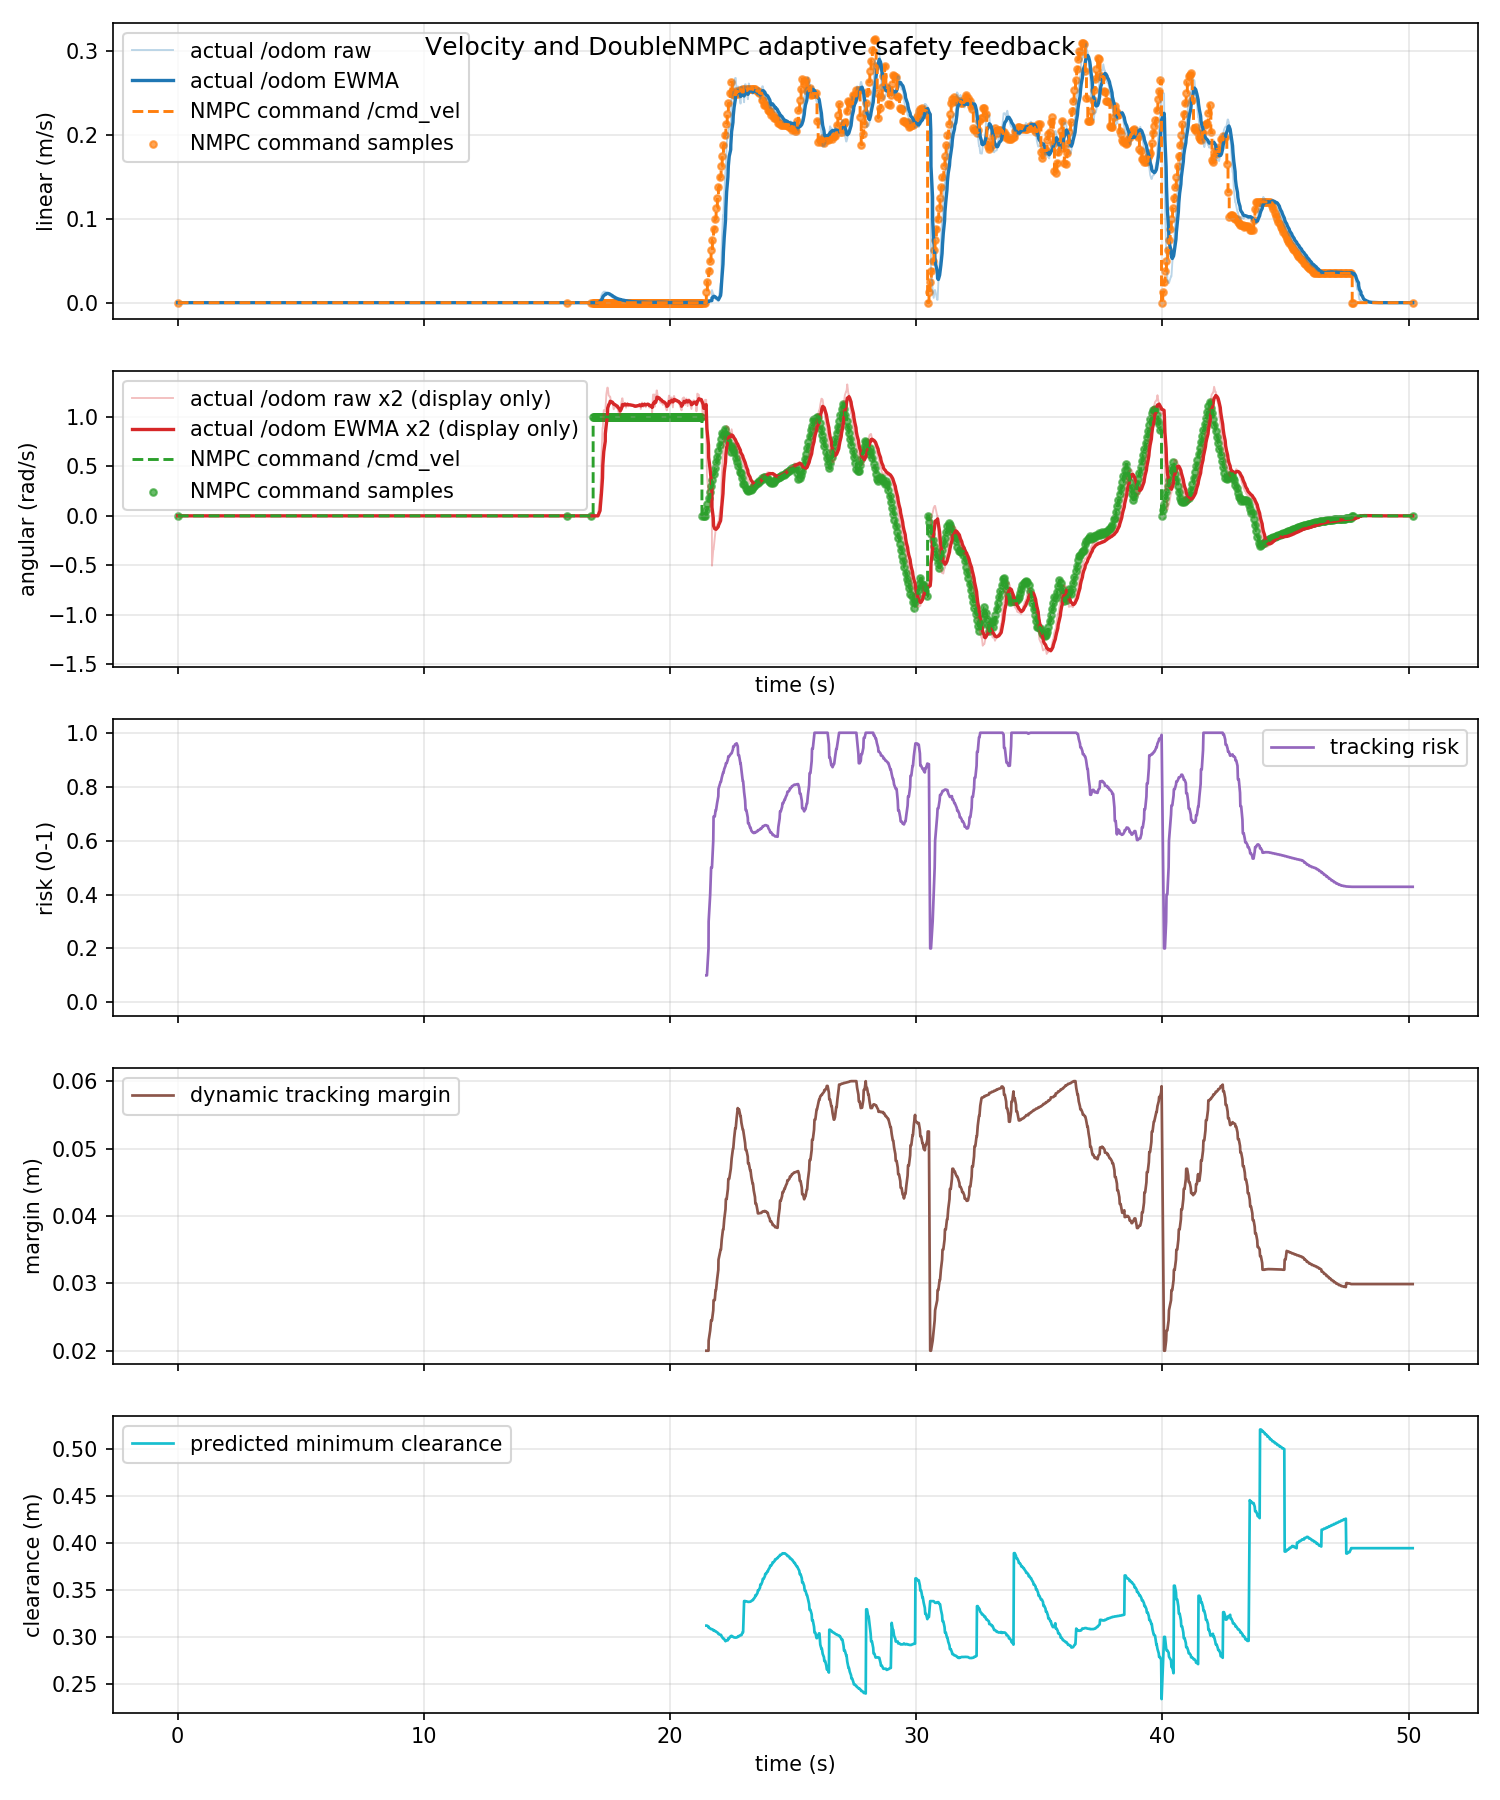 Velocity and DoubleNMPC adaptive safety feedback
actual /odom raw
actual /odom EWMA
NMPC command /cmd_vel
NMPC command samples
linear (m/s)
0.3
0.2
0.1
0.0
actual /odom raw x2 (display only)
actual /odom EWMA x2 (display only)
NMPC command /cmd_vel
NMPC command samples
angular (rad/s)
1.0
0.5
0.0
−0.5
−1.0
−1.5
time (s)
tracking risk
risk (0-1)
1.0
0.8
0.6
0.4
0.2
0.0
dynamic tracking margin
margin (m)
0.06
0.05
0.04
0.03
0.02
predicted minimum clearance
clearance (m)
0.50
0.45
0.40
0.35
0.30
0.25
0 10 20 30 40 50
time (s)